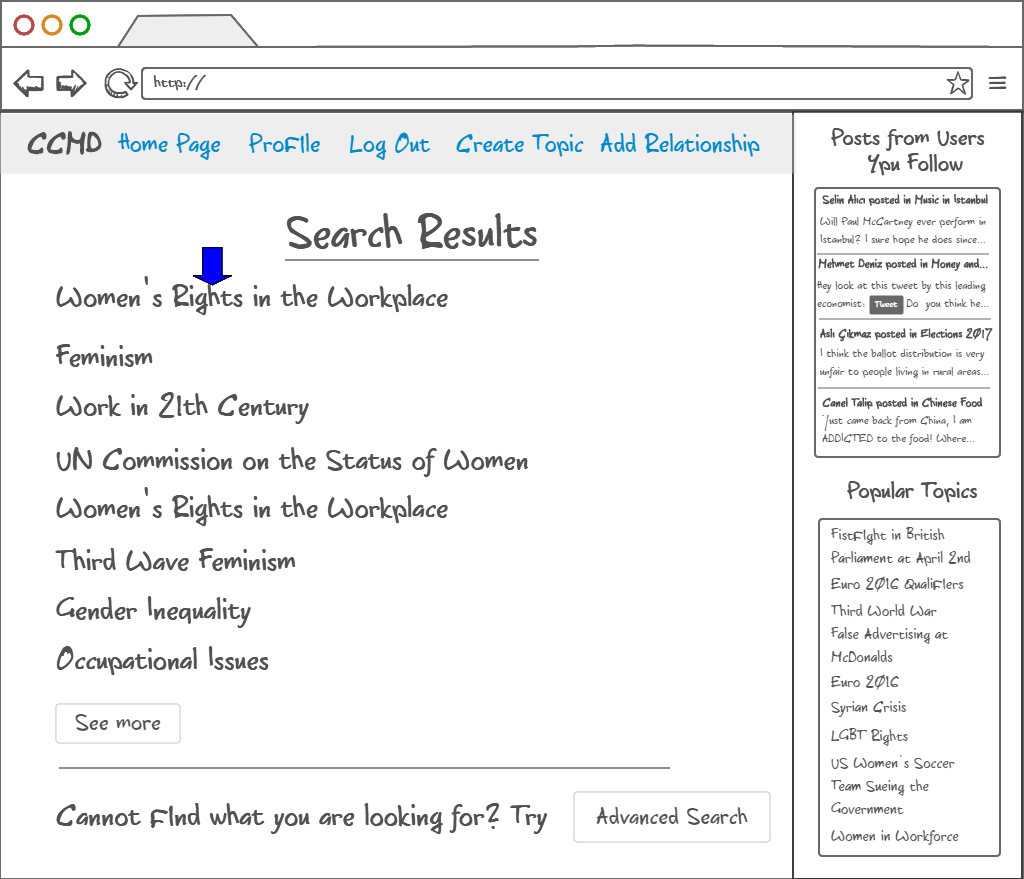 http://
CCMD Home Page Profile Log Out Create Topic Add Relationship
Search Results
Women's Rights in the Workplace
Feminism
Work in 21th Century
UN Commission on the Status of Women
Women's Rights in the Workplace
Third Wave Feminism
Gender Inequality
Occupational Issues
See more
Cannot find what you are looking for? Try Advanced Search
Posts from Users
Ypu Follow
Selin Alıcı posted in Music in Istanbul
Will Paul McCartney ever perform in
Istanbul? I sure hope he does since...
Mehmet Deniz posted in Money and...
Hey look at this tweet by this leading
economist: Tweet Do you think he...
Aslı Çıkmaz posted in Elections 2017
I think the ballot distribution is very
unfair to people living in rural areas...
Canel Talip posted in Chinese Food
Just came back from China, I am
ADDICTED to the food! Where...
Popular Topics
Fistfight in British
Parliament at April 2nd
Euro 2016 Qualifiers
Third World War
False Advertising at
McDonalds
Euro 2016
Syrian Crisis
LGBT Rights
US Women's Soccer
Team Sueing the
Government
Women in Workforce